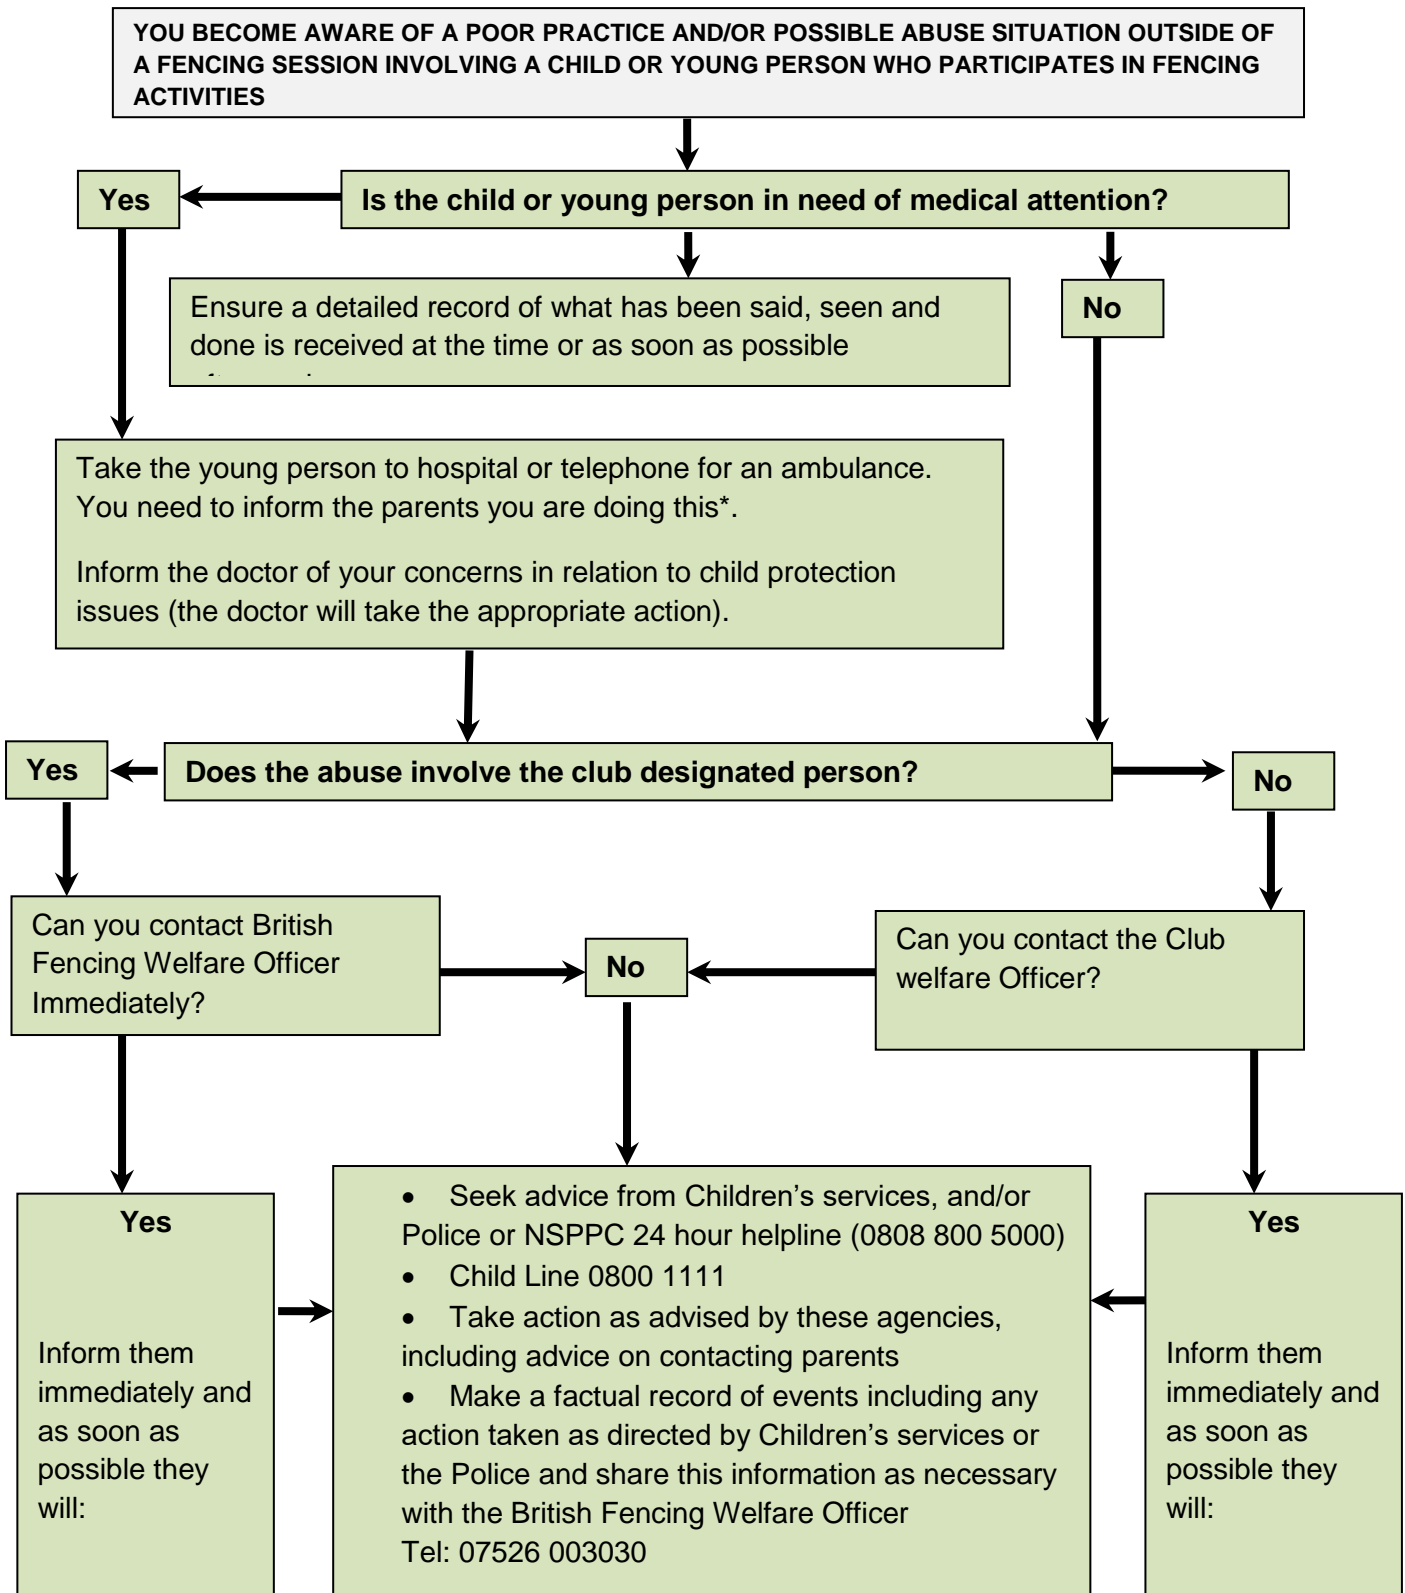 YOU BECOME AWARE OF A POOR PRACTICE AND/OR POSSIBLE ABUSE SITUATION OUTSIDE OF
A FENCING SESSION INVOLVING A CHILD OR YOUNG PERSON WHO PARTICIPATES IN FENCING
ACTIVITIES
Yes
Is the child or young person in need of medical attention?
Ensure a detailed record of what has been said, seen and
done is received at the time or as soon as possible
No
Take the young person to hospital or telephone for an ambulance.
You need to inform the parents you are doing this*.
Inform the doctor of your concerns in relation to child protection
issues (the doctor will take the appropriate action).
Yes
Does the abuse involve the club designated person?
No
Can you contact British
Fencing Welfare Officer
Immediately?
No
Can you contact the Club
welfare Officer?
Yes
Inform them
immediately and
as soon as
possible they
will:
• Seek advice from Children’s services, and/or
Police or NSPPC 24 hour helpline (0808 800 5000)
• Child Line 0800 1111
• Take action as advised by these agencies,
including advice on contacting parents
• Make a factual record of events including any
action taken as directed by Children’s services or
the Police and share this information as necessary
with the British Fencing Welfare Officer
Tel: 07526 003030
Yes
Inform them
immediately and
as soon as
possible they
will: